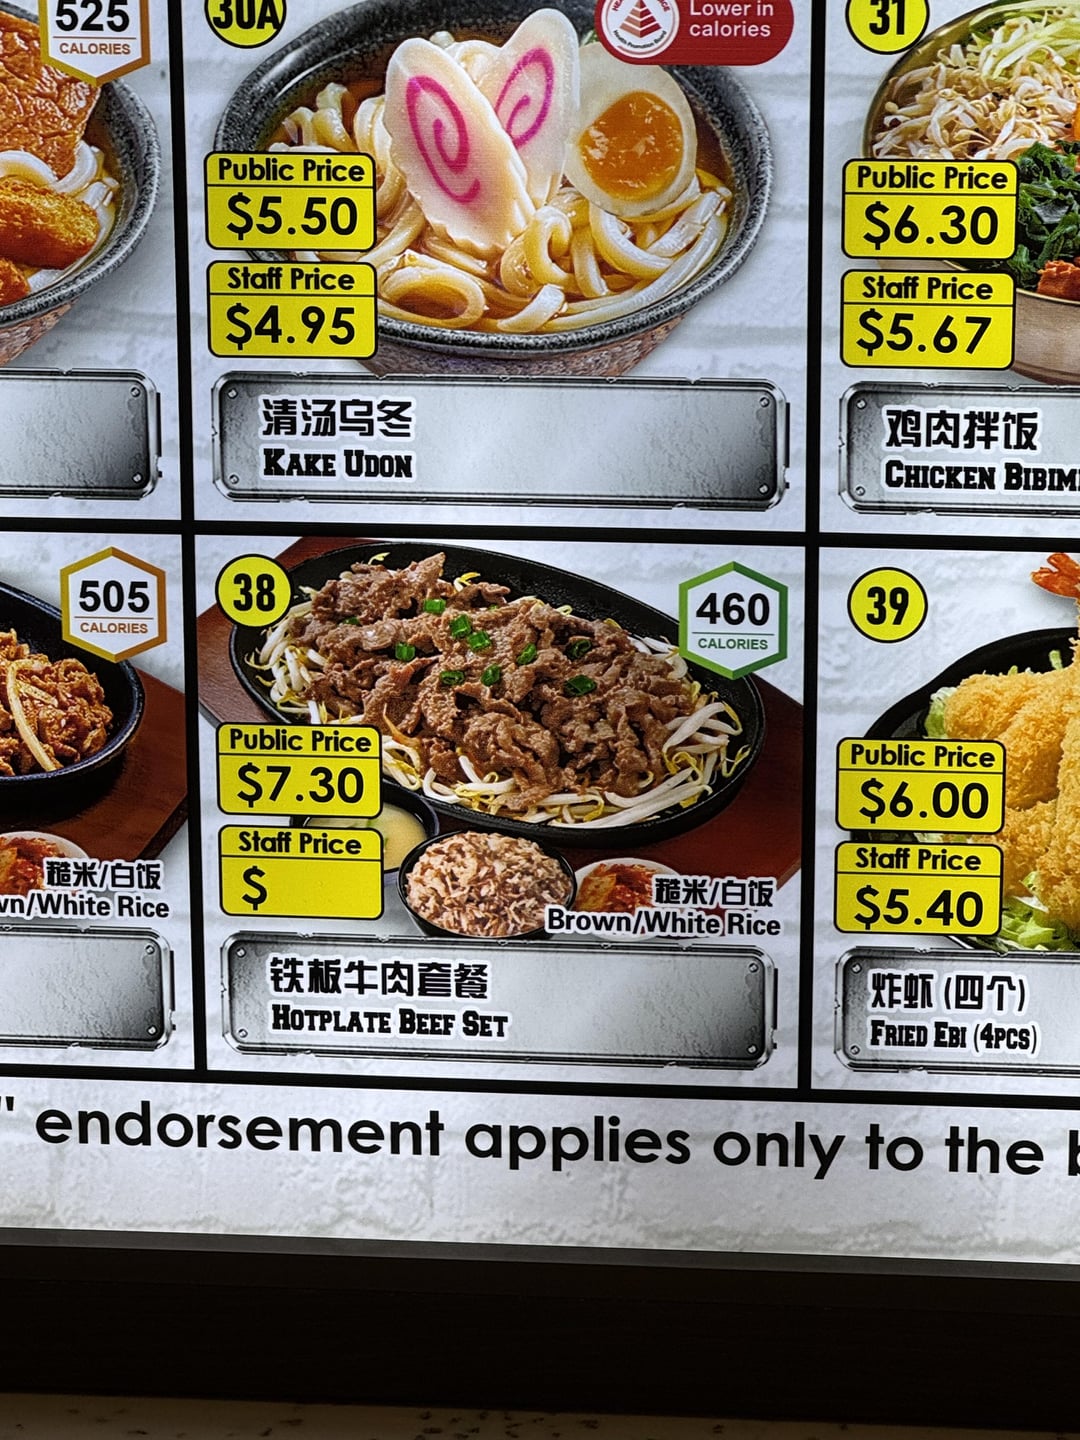 525
CALORIES
30A
Lower in
calories
Health Promotion Board
31
Public Price
$5.50
Staff Price
$4.95
Public Price
$6.30
Staff Price
$5.67
清汤乌冬
KAKE UDON
鸡肉拌饭
CHICKEN
505
CALORIES
38
460
CALORIES
39
Public Price
$7.30
Staff Price
$
Public Price
$6.00
Staff Price
$5.40
糙米/白饭
/White Rice
糙米/白饭
Brown/White Rice
铁板牛肉套餐
HOTPLATE BEEF SET
炸虾 (四个)
FRIED EBI (4PCS)
" endorsement applies only to the